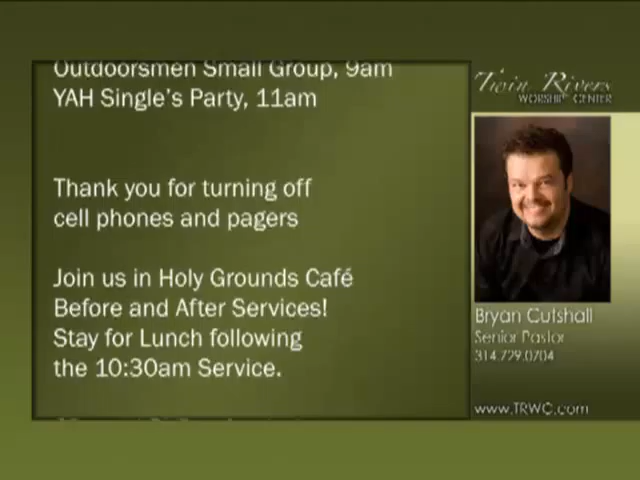 Outdoorsmen Small Group, 9am
YAH Single's Party, 11am
Thank you for turning off
cell phones and pagers
Join us in Holy Grounds Café
Before and After Services!
Stay for Lunch following
the 10:30am Service.
Twin Rivers
WORSHIP CENTER
Bryan Cutshall
Senior Pastor
314.729.0704
www.TRWC.com